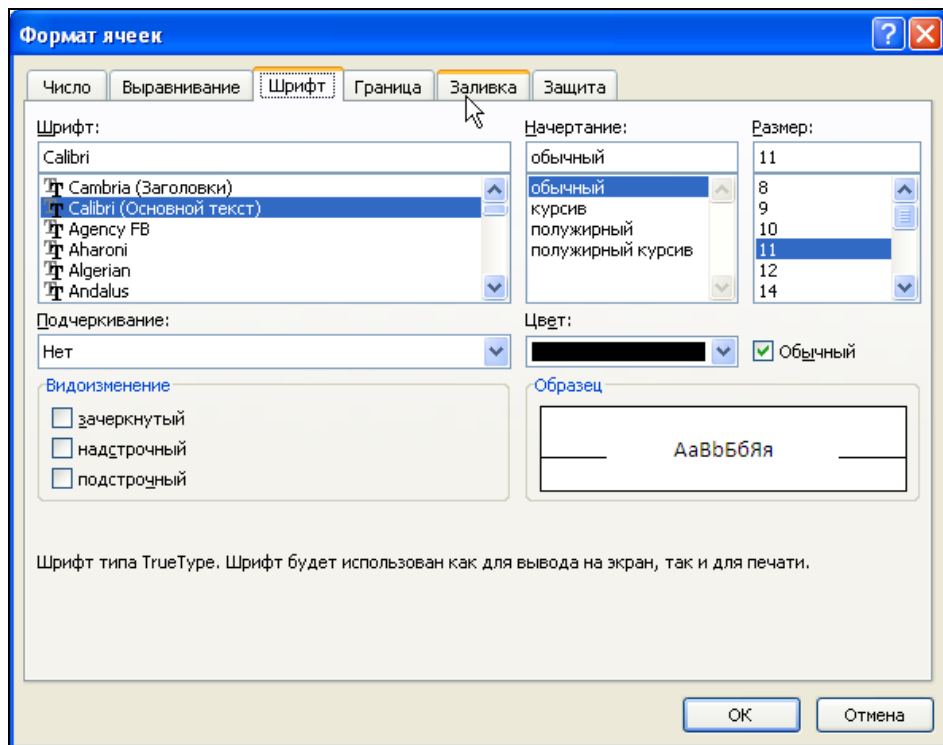 Формат ячеек
Число Выравнивание Шрифт Граница Заливка Защита
Шрифт: Начертание: Размер:
Calibri обычный 11
Cambria (Заголовки) обычный 8
Calibri (Основной текст) курсив 9
Agency FB полужирный 10
Aharoni полужирный курсив 11
Algerian 12
Andalus 14
Подчеркивание: Цвет:
Нет Обычный
Видоизменение Образец
зачеркнутый
надстрочный АаВbБбЯя
подстрочный
Шрифт типа TrueType. Шрифт будет использован как для вывода на экран, так и для печати.
ОК Отмена